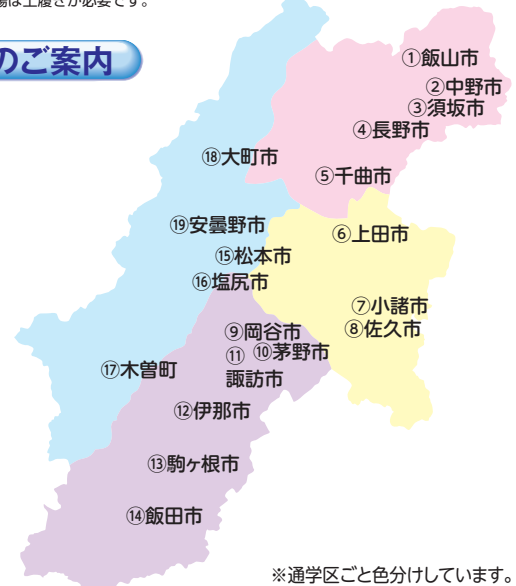 場は上履きが必要です。
のご案内
①飯山市
②中野市
③須坂市
④長野市
⑱大町市
⑤千曲市
⑲安曇野市
⑥上田市
⑮松本市
⑯塩尻市
⑦小諸市
⑧佐久市
⑨岡谷市
⑪ ⑩茅野市
諏訪市
⑰木曽町
⑫伊那市
⑬駒ヶ根市
⑭飯田市
※通学区ごと色分けしています。